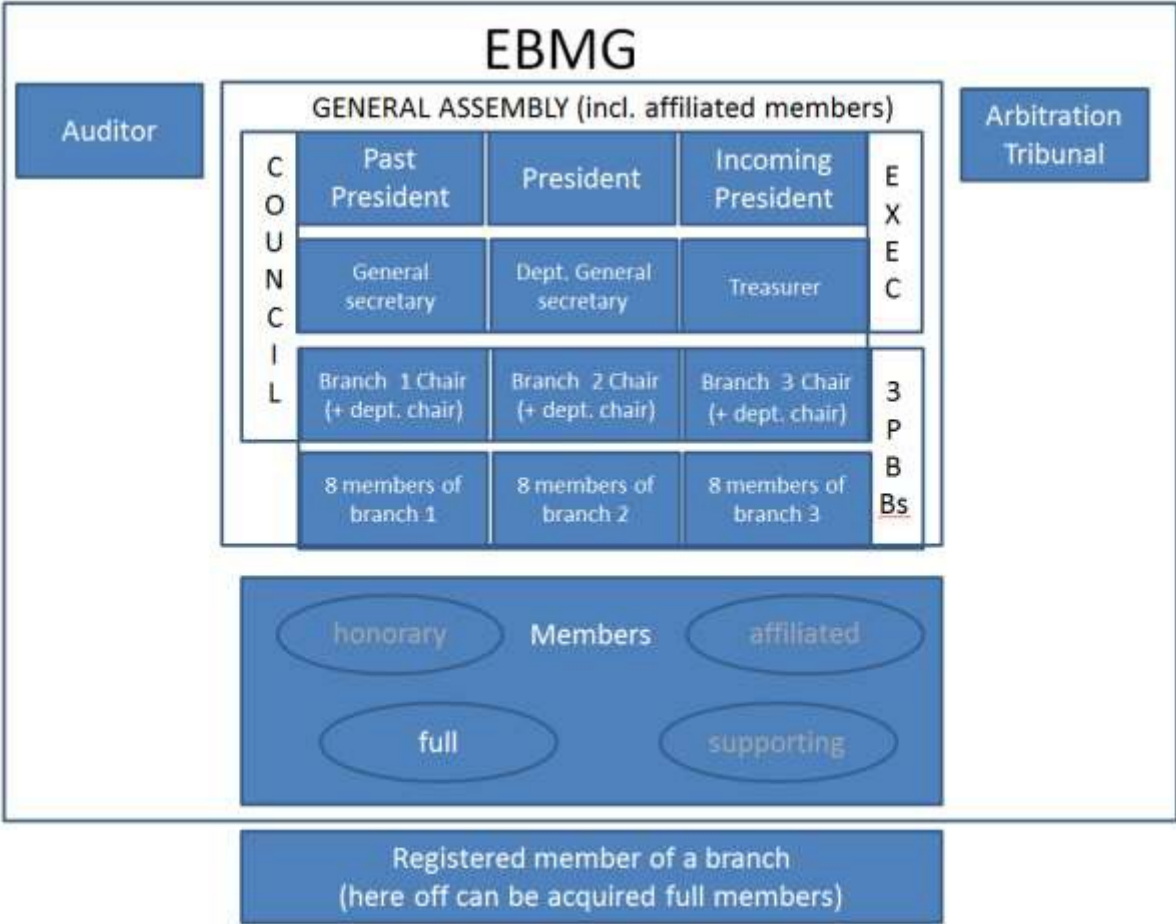 EBMG
Auditor
GENERAL ASSEMBLY (incl. affiliated members)
Arbitration
Tribunal
COUNCIL
Past
President
President
Incoming
President
EXEC
General
secretary
Dept. General
secretary
Treasurer
Branch 1 Chair
(+ dept. chair)
Branch 2 Chair
(+ dept. chair)
Branch 3 Chair
(+ dept. chair)
3 P B Bs
8 members of
branch 1
8 members of
branch 2
8 members of
branch 3
honorary
Members
affiliated
full
supporting
Registered member of a branch
(here off can be acquired full members)